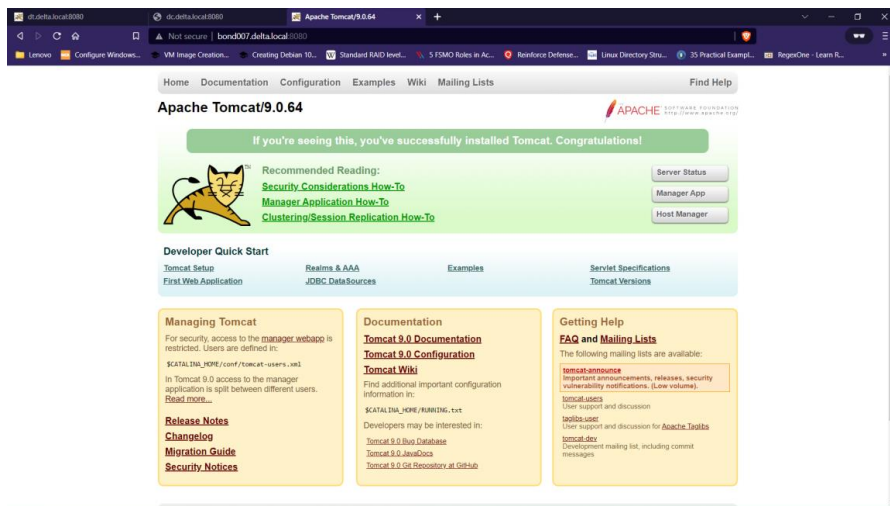 dt.delta.local:8080
dc.delta.local:8080
Apache Tomcat/9.0.64
Not secure | bond007.delta.local:8080
Lenovo
Configure Windows...
VM Image Creation...
Creating Debian 10...
Standard RAID level...
5 FSMO Roles in Ac...
Reinforce Defense...
Linux Directory Stru...
35 Practical Exampl...
RegexOne - Learn R...
Home Documentation Configuration Examples Wiki Mailing Lists Find Help
Apache Tomcat/9.0.64
APACHE SOFTWARE FOUNDATION
http://www.apache.org/
If you're seeing this, you've successfully installed Tomcat. Congratulations!
TM
Recommended Reading:
Security Considerations How-To
Manager Application How-To
Clustering/Session Replication How-To
Server Status
Manager App
Host Manager
Developer Quick Start
Tomcat Setup
First Web Application
Realms & AAA
JDBC DataSources
Examples
Servlet Specifications
Tomcat Versions
Managing Tomcat
For security, access to the manager webapp is
restricted. Users are defined in:
$CATALINA_HOME/conf/tomcat-users.xml
In Tomcat 9.0 access to the manager
application is split between different users.
Read more...
Release Notes
Changelog
Migration Guide
Security Notices
Documentation
Tomcat 9.0 Documentation
Tomcat 9.0 Configuration
Tomcat Wiki
Find additional important configuration
information in:
$CATALINA_HOME/RUNNING.txt
Developers may be interested in:
Tomcat 9.0 Bug Database
Tomcat 9.0 JavaDocs
Tomcat 9.0 Git Repository at GitHub
Getting Help
FAQ and Mailing Lists
The following mailing lists are available:
tomcat-announce
Important announcements, releases, security
vulnerability notifications. (Low volume).
tomcat-users
User support and discussion
taglibs-user
User support and discussion for Apache Taglibs
tomcat-dev
Development mailing list, including commit
messages